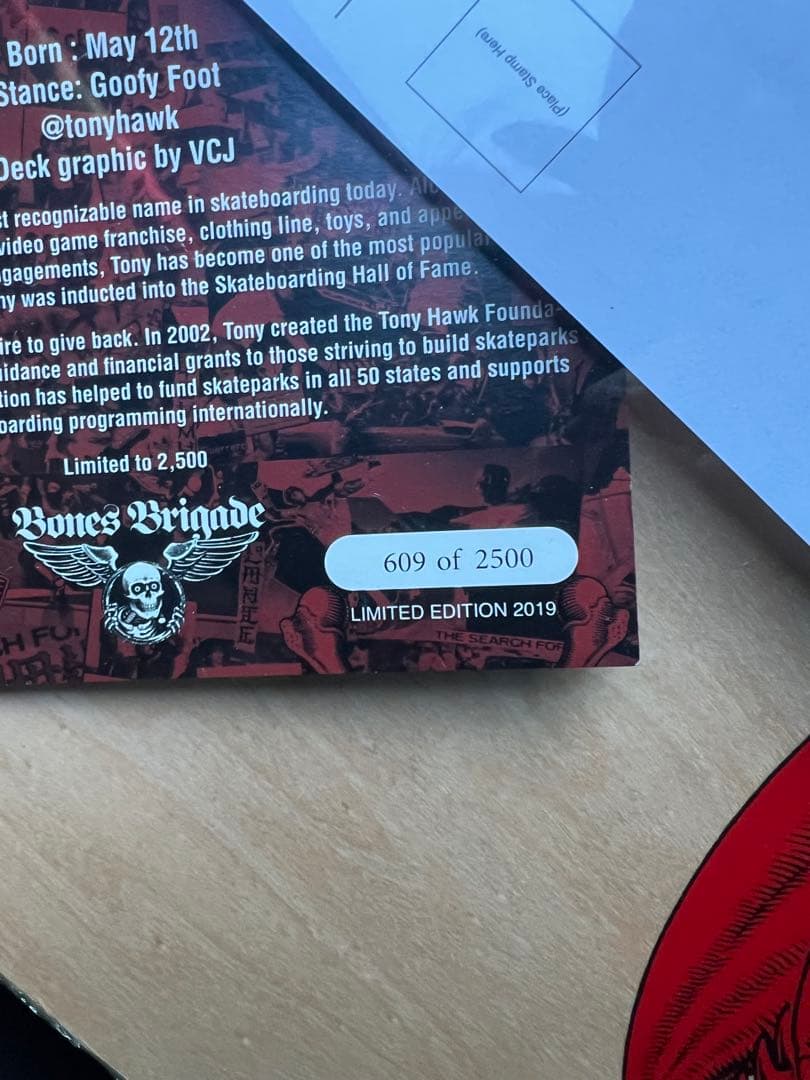 Born : May 12th
Stance: Goofy Foot
@tonyhawk
Deck graphic by VCJ
recognizable name in skateboarding today.
video game franchise, clothing line, toys, and
Tony has become one of the most popular
was inducted into the Skateboarding Hall of Fame.
to give back. In 2002, Tony created the Tony Hawk Founda-
and financial grants to those striving to build skateparks
has helped to fund skateparks in all 50 states and supports
programming internationally.
Limited to 2,500
Bones Brigade
609 of 2500
LIMITED EDITION 2019
THE SEARCH FOR
(Place Stamp Here)